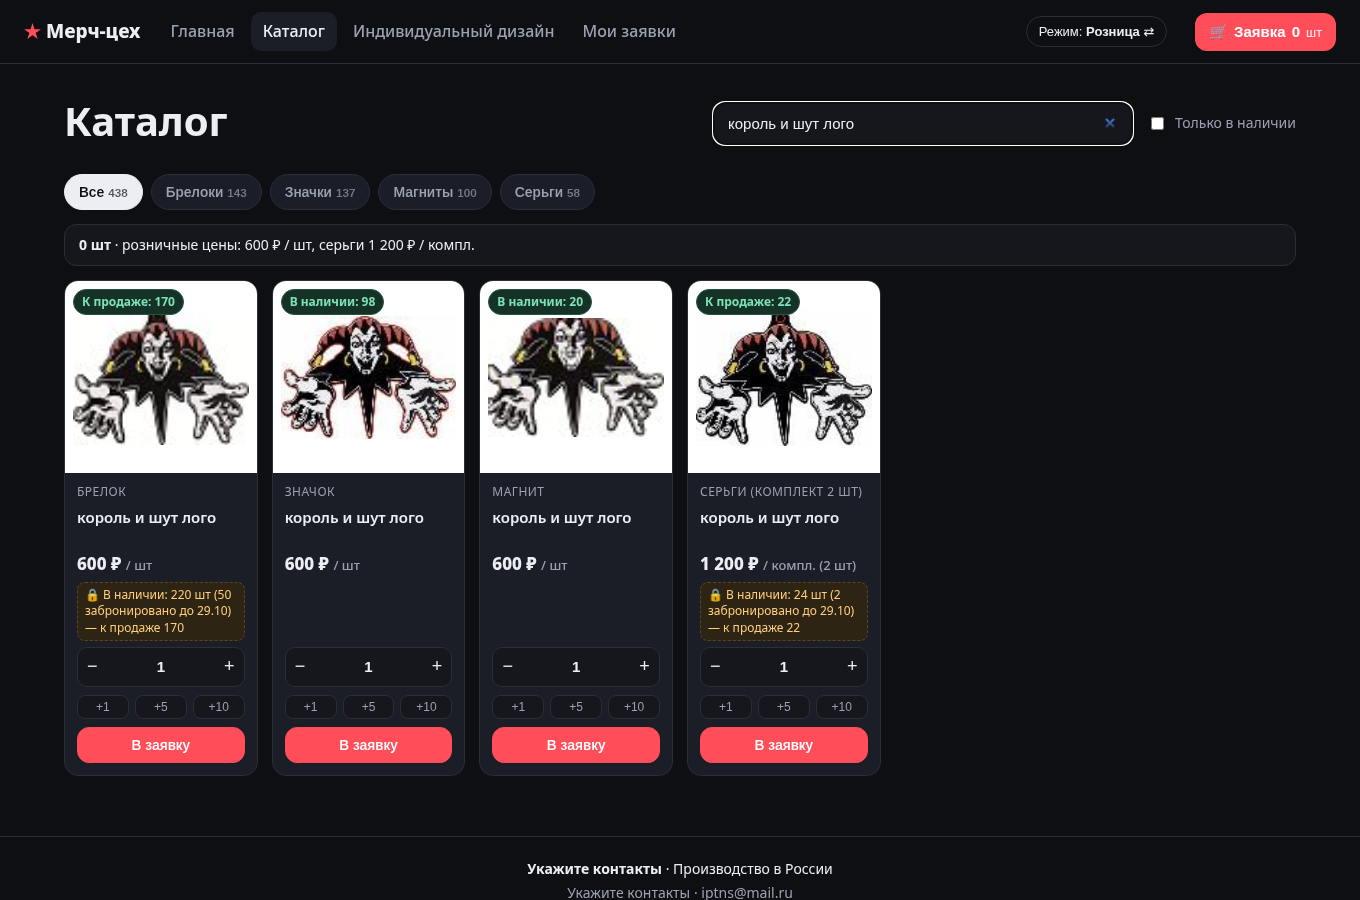 ★ Мерч-цех Главная Каталог Индивидуальный дизайн Мои заявки Режим: Розница ⇄ 🛒 Заявка 0 шт
Каталог король и шут лого ✕ Только в наличии
Все 438 Брелоки 143 Значки 137 Магниты 100 Серьги 58
0 шт · розничные цены: 600 ₽ / шт, серьги 1 200 ₽ / компл.
К продаже: 170
БРЕЛОК
король и шут лого
600 ₽ / шт
🔒 В наличии: 220 шт (50
забронировано до 29.10)
— к продаже 170
− 1 +
+1 +5 +10
В заявку
В наличии: 98
ЗНАЧОК
король и шут лого
600 ₽ / шт
− 1 +
+1 +5 +10
В заявку
В наличии: 20
МАГНИТ
король и шут лого
600 ₽ / шт
− 1 +
+1 +5 +10
В заявку
К продаже: 22
СЕРЬГИ (КОМПЛЕКТ 2 ШТ)
король и шут лого
1 200 ₽ / компл. (2 шт)
🔒 В наличии: 24 шт (2
забронировано до 29.10)
— к продаже 22
− 1 +
+1 +5 +10
В заявку
Укажите контакты · Производство в России
Укажите контакты · iptns@mail.ru